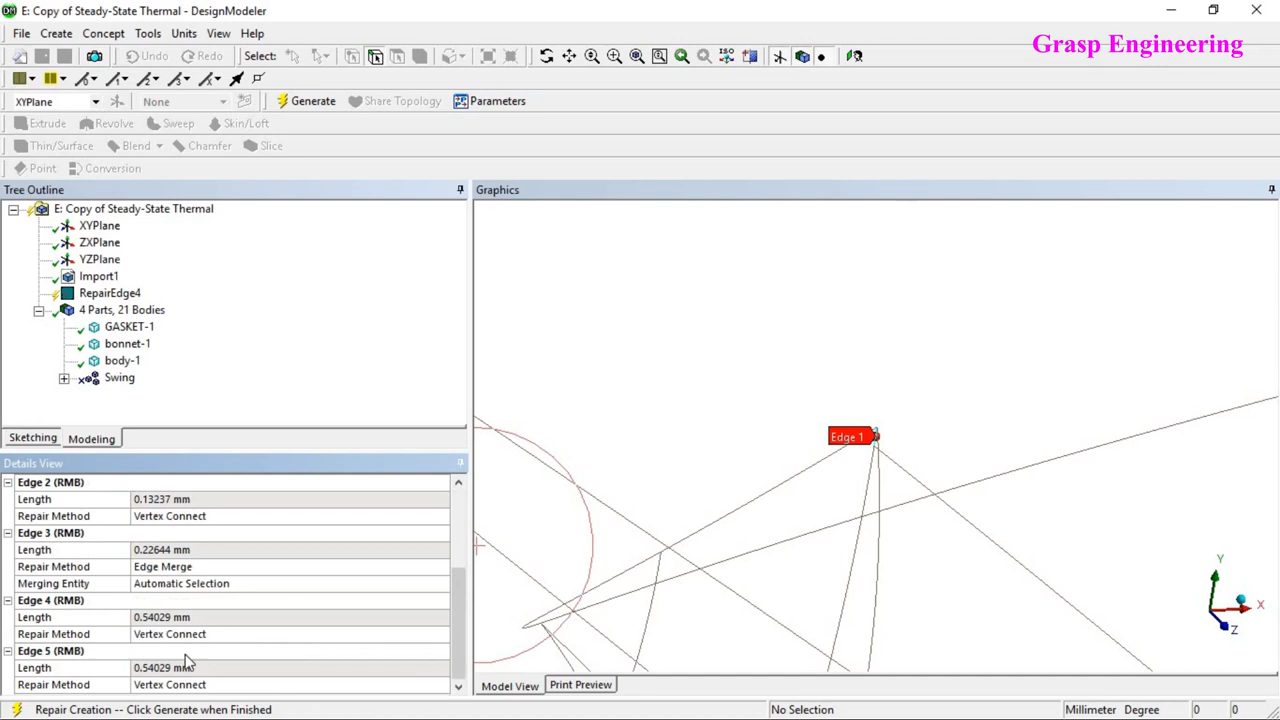 E: Copy of Steady-State Thermal - DesignModeler
File Create Concept Tools Units View Help
Grasp Engineering
Undo Redo Select:
ISO
XYPlane None Generate Share Topology Parameters
Extrude Revolve Sweep Skin/Loft
Thin/Surface Blend Chamfer Slice
Point Conversion
Tree Outline
E: Copy of Steady-State Thermal
XYPlane
ZXPlane
YZPlane
Import1
RepairEdge4
4 Parts, 21 Bodies
GASKET-1
bonnet-1
body-1
Swing
Sketching Modeling
Details View
Edge 2 (RMB)
Length 0.13237 mm
Repair Method Vertex Connect
Edge 3 (RMB)
Length 0.22644 mm
Repair Method Edge Merge
Merging Entity Automatic Selection
Edge 4 (RMB)
Length 0.54029 mm
Repair Method Vertex Connect
Edge 5 (RMB)
Length 0.54029 mm
Repair Method Vertex Connect
Graphics
Edge 1
Y
X
Z
Model View Print Preview
Repair Creation -- Click Generate when Finished No Selection Millimeter Degree 0 0